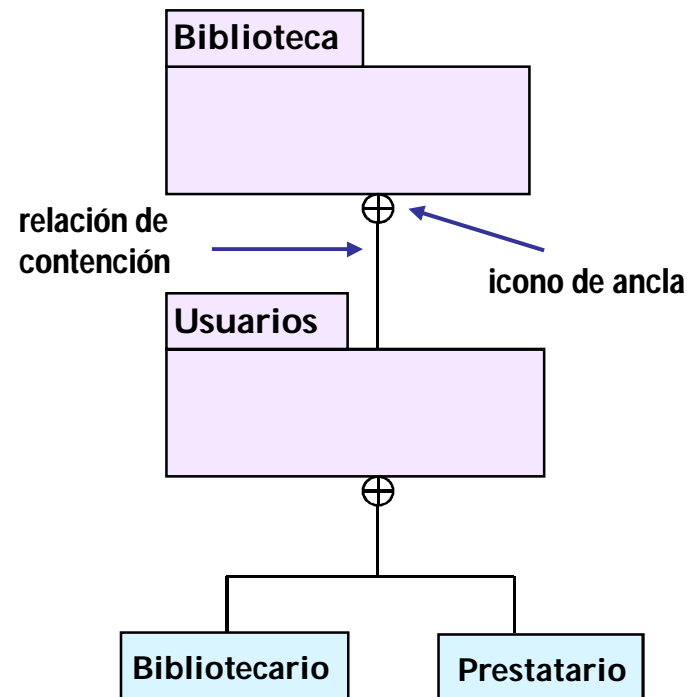 Biblioteca
relación de
contención
icono de ancla
Usuarios
Bibliotecario
Prestatario